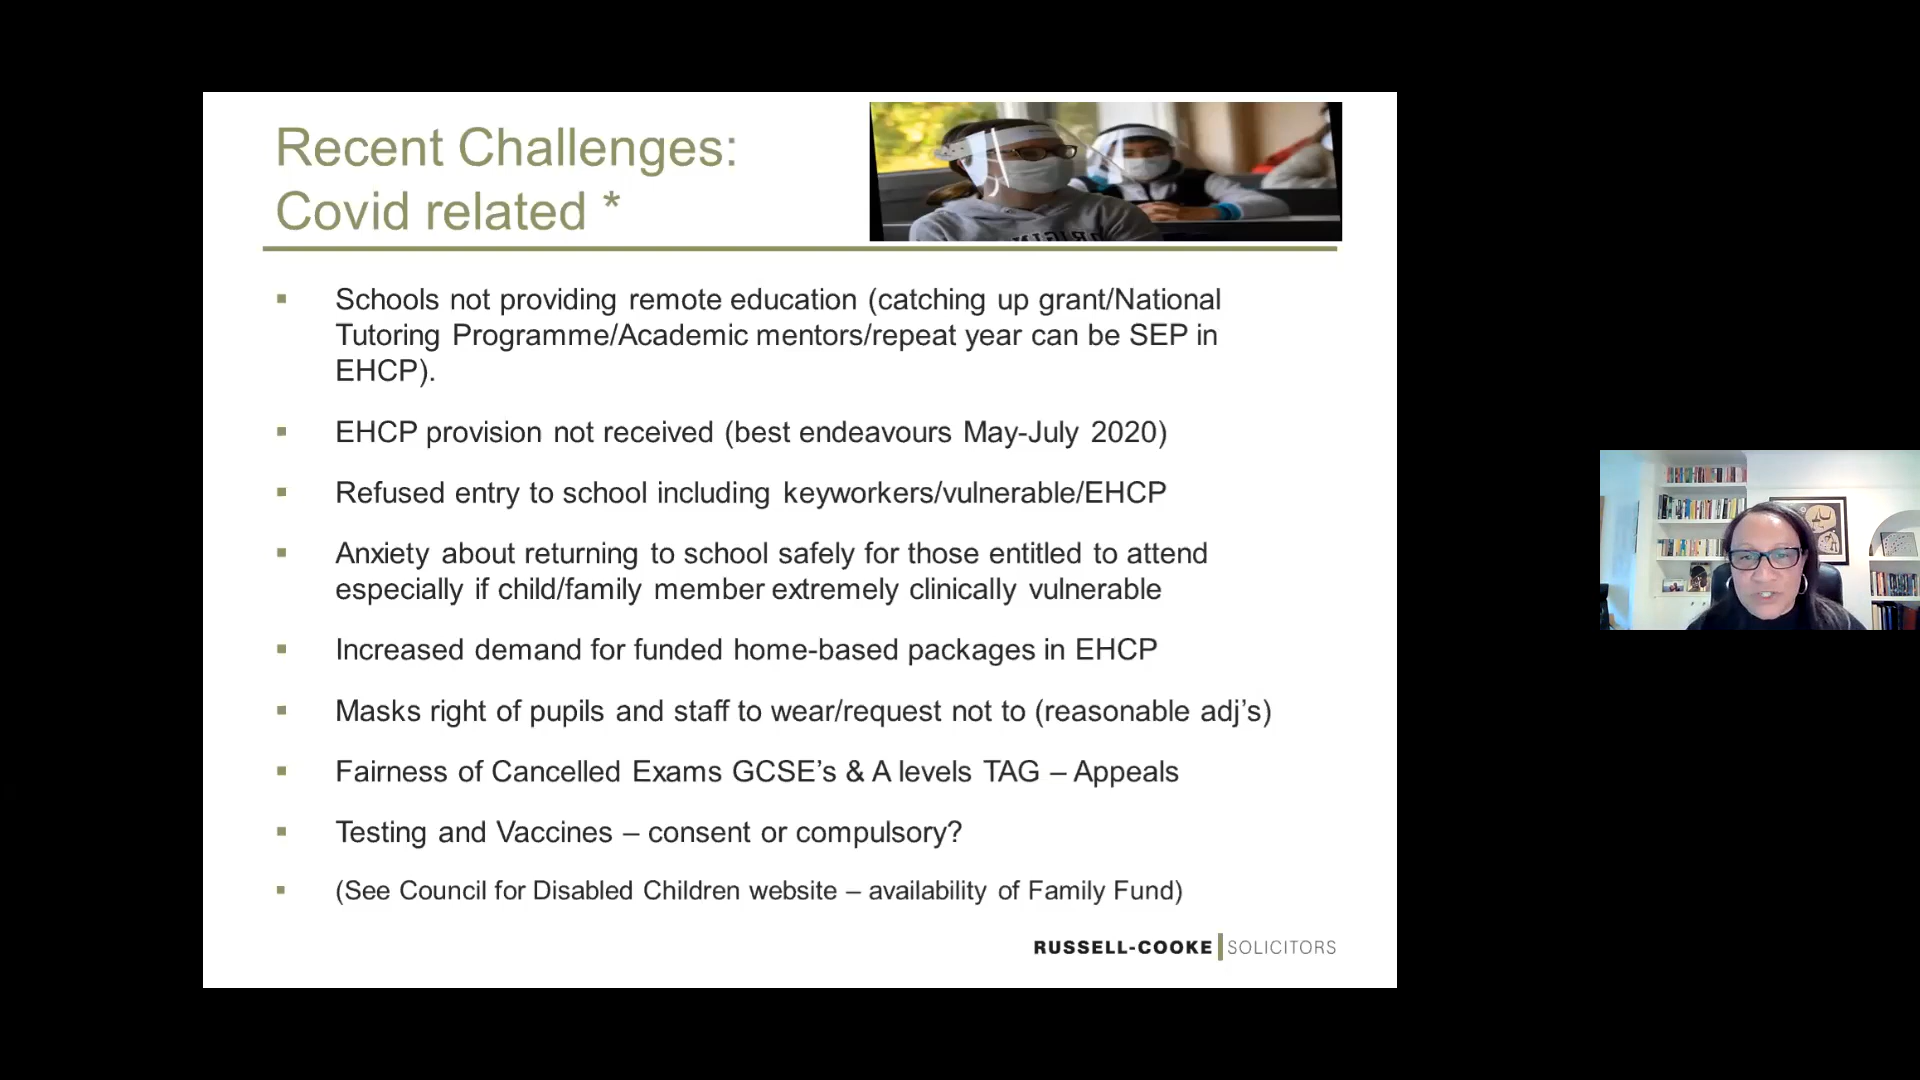 Recent Challenges:
Covid related *
▪ Schools not providing remote education (catching up grant/National
Tutoring Programme/Academic mentors/repeat year can be SEP in
EHCP).
▪ EHCP provision not received (best endeavours May-July 2020)
▪ Refused entry to school including keyworkers/vulnerable/EHCP
▪ Anxiety about returning to school safely for those entitled to attend
especially if child/family member extremely clinically vulnerable
▪ Increased demand for funded home-based packages in EHCP
▪ Masks right of pupils and staff to wear/request not to (reasonable adj’s)
▪ Fairness of Cancelled Exams GCSE’s & A levels TAG – Appeals
▪ Testing and Vaccines – consent or compulsory?
▪ (See Council for Disabled Children website – availability of Family Fund)
RUSSELL-COOKE | SOLICITORS